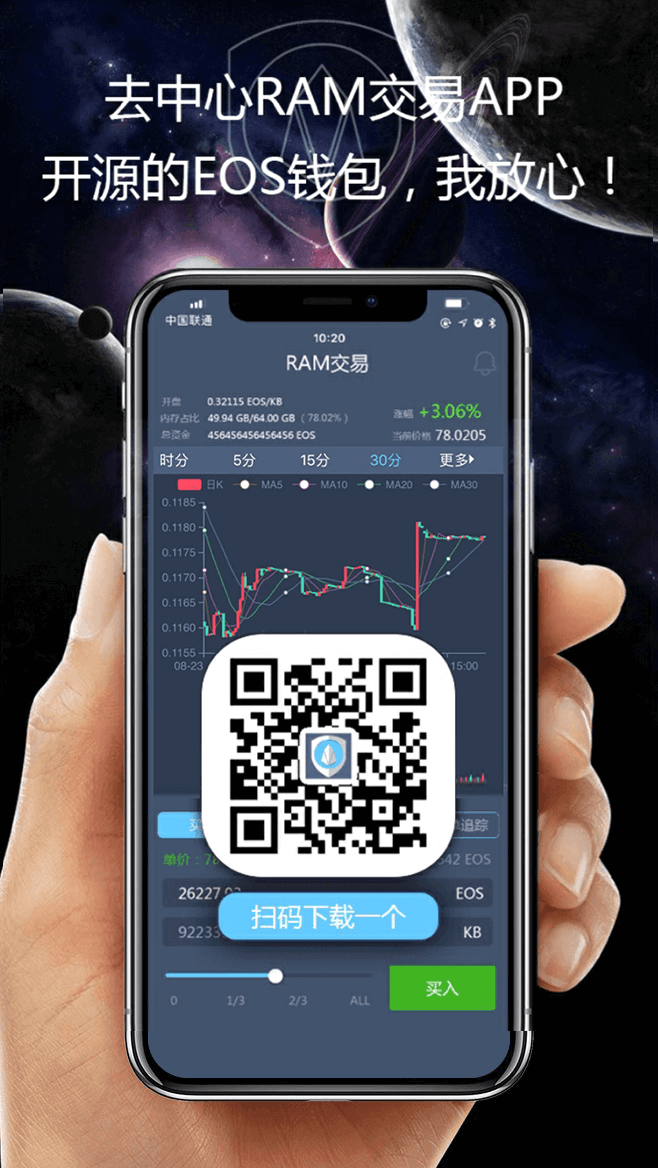 去中心RAM交易APP
开源的EOS钱包，我放心！
中国联通
10:20
RAM交易
开盘 0.32115 EOS/KB
内存占比 49.94 GB/64.00 GB ( 78.02% )
涨幅 +3.06%
总资金 456456456456456 EOS
当前价格 78.0205
时分 5分 15分 30分 更多
日K MA5 MA10 MA20 MA30
0.1185
0.1180
0.1175
0.1170
0.1165
0.1160
0.1155
08-23 15:00
买 追踪
单价：78 642 EOS
26227.92 EOS
92233 KB
扫码下载一个
0 1/3 2/3 ALL
买入